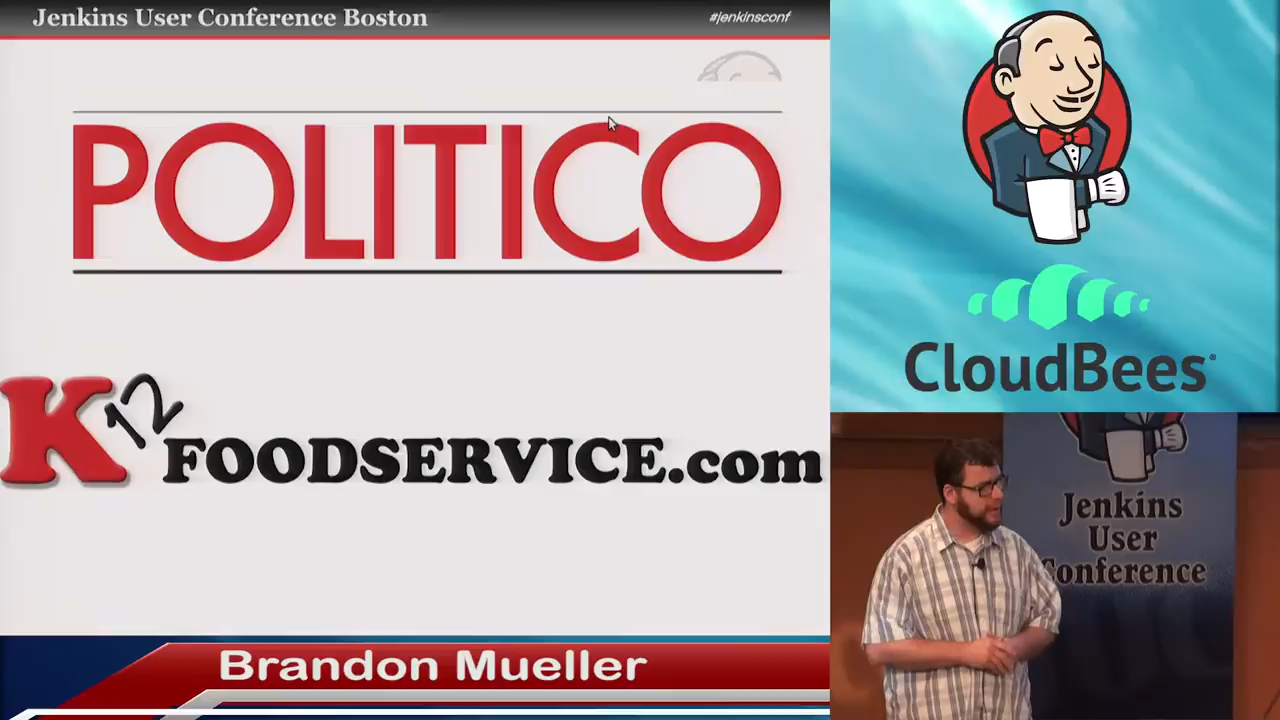 Jenkins User Conference Boston
#jenkinsconf
POLITICO
K12
FOODSERVICE.com
Brandon Mueller
CloudBees®
Jenkins
User
Conference